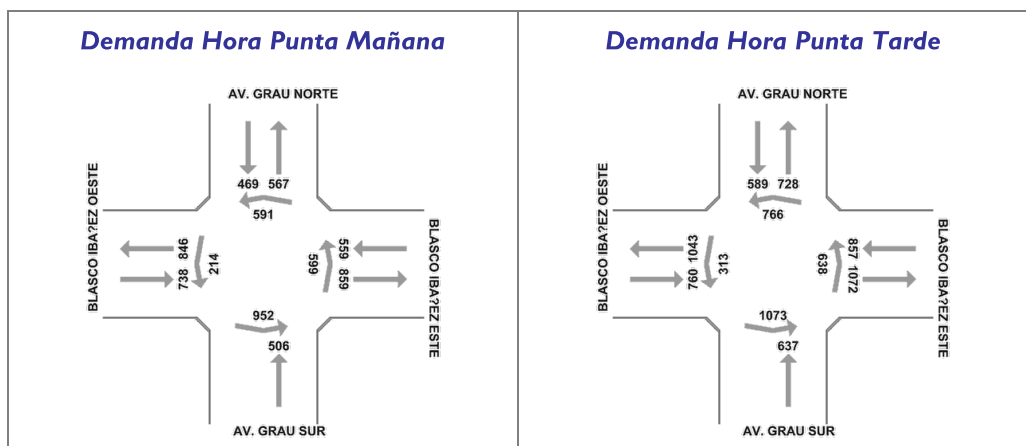 Demanda Hora Punta Mañana
AV. GRAU NORTE
469 567
591
BLASCO IBA?EZ OESTE
846
738
214
599
559
859
BLASCO IBA?EZ ESTE
952
506
AV. GRAU SUR
Demanda Hora Punta Tarde
AV. GRAU NORTE
589 728
766
BLASCO IBA?EZ OESTE
1043
760
313
638
857
1072
BLASCO IBA?EZ ESTE
1073
637
AV. GRAU SUR